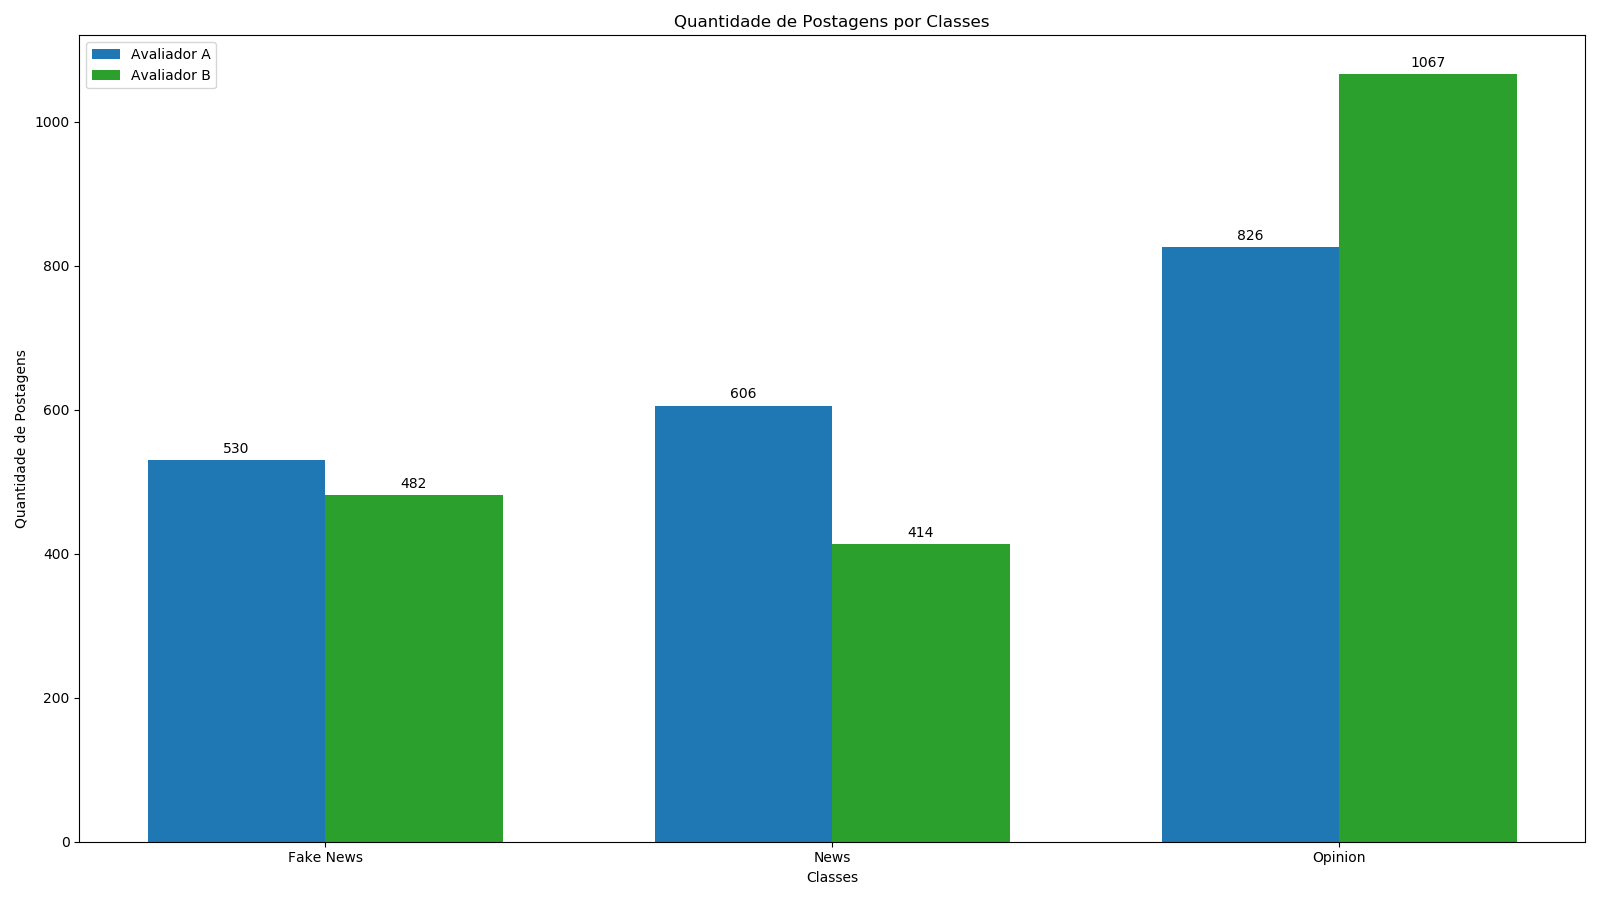 Quantidade de Postagens por Classes
Avaliador A
Avaliador B
Quantidade de Postagens
1000
800
600
400
200
0
530
482
606
414
826
1067
Fake News
News
Opinion
Classes